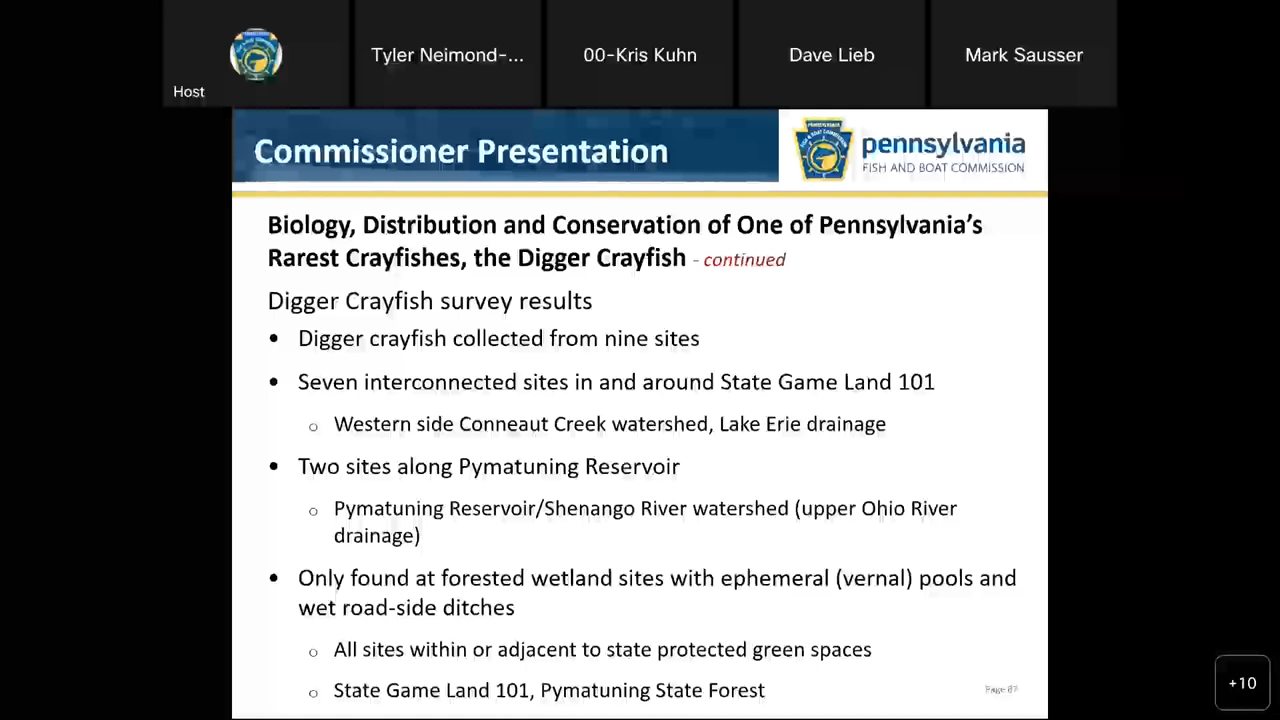 Tyler Neimond-...
00-Kris Kuhn
Dave Lieb
Mark Sausser
Host
Commissioner Presentation
pennsylvania
FISH AND BOAT COMMISSION
Biology, Distribution and Conservation of One of Pennsylvania's
Rarest Crayfishes, the Digger Crayfish - continued
Digger Crayfish survey results
• Digger crayfish collected from nine sites
• Seven interconnected sites in and around State Game Land 101
○ Western side Conneaut Creek watershed, Lake Erie drainage
• Two sites along Pymatuning Reservoir
○ Pymatuning Reservoir/Shenango River watershed (upper Ohio River
drainage)
• Only found at forested wetland sites with ephemeral (vernal) pools and
wet road-side ditches
○ All sites within or adjacent to state protected green spaces
○ State Game Land 101, Pymatuning State Forest
Page 87
+10